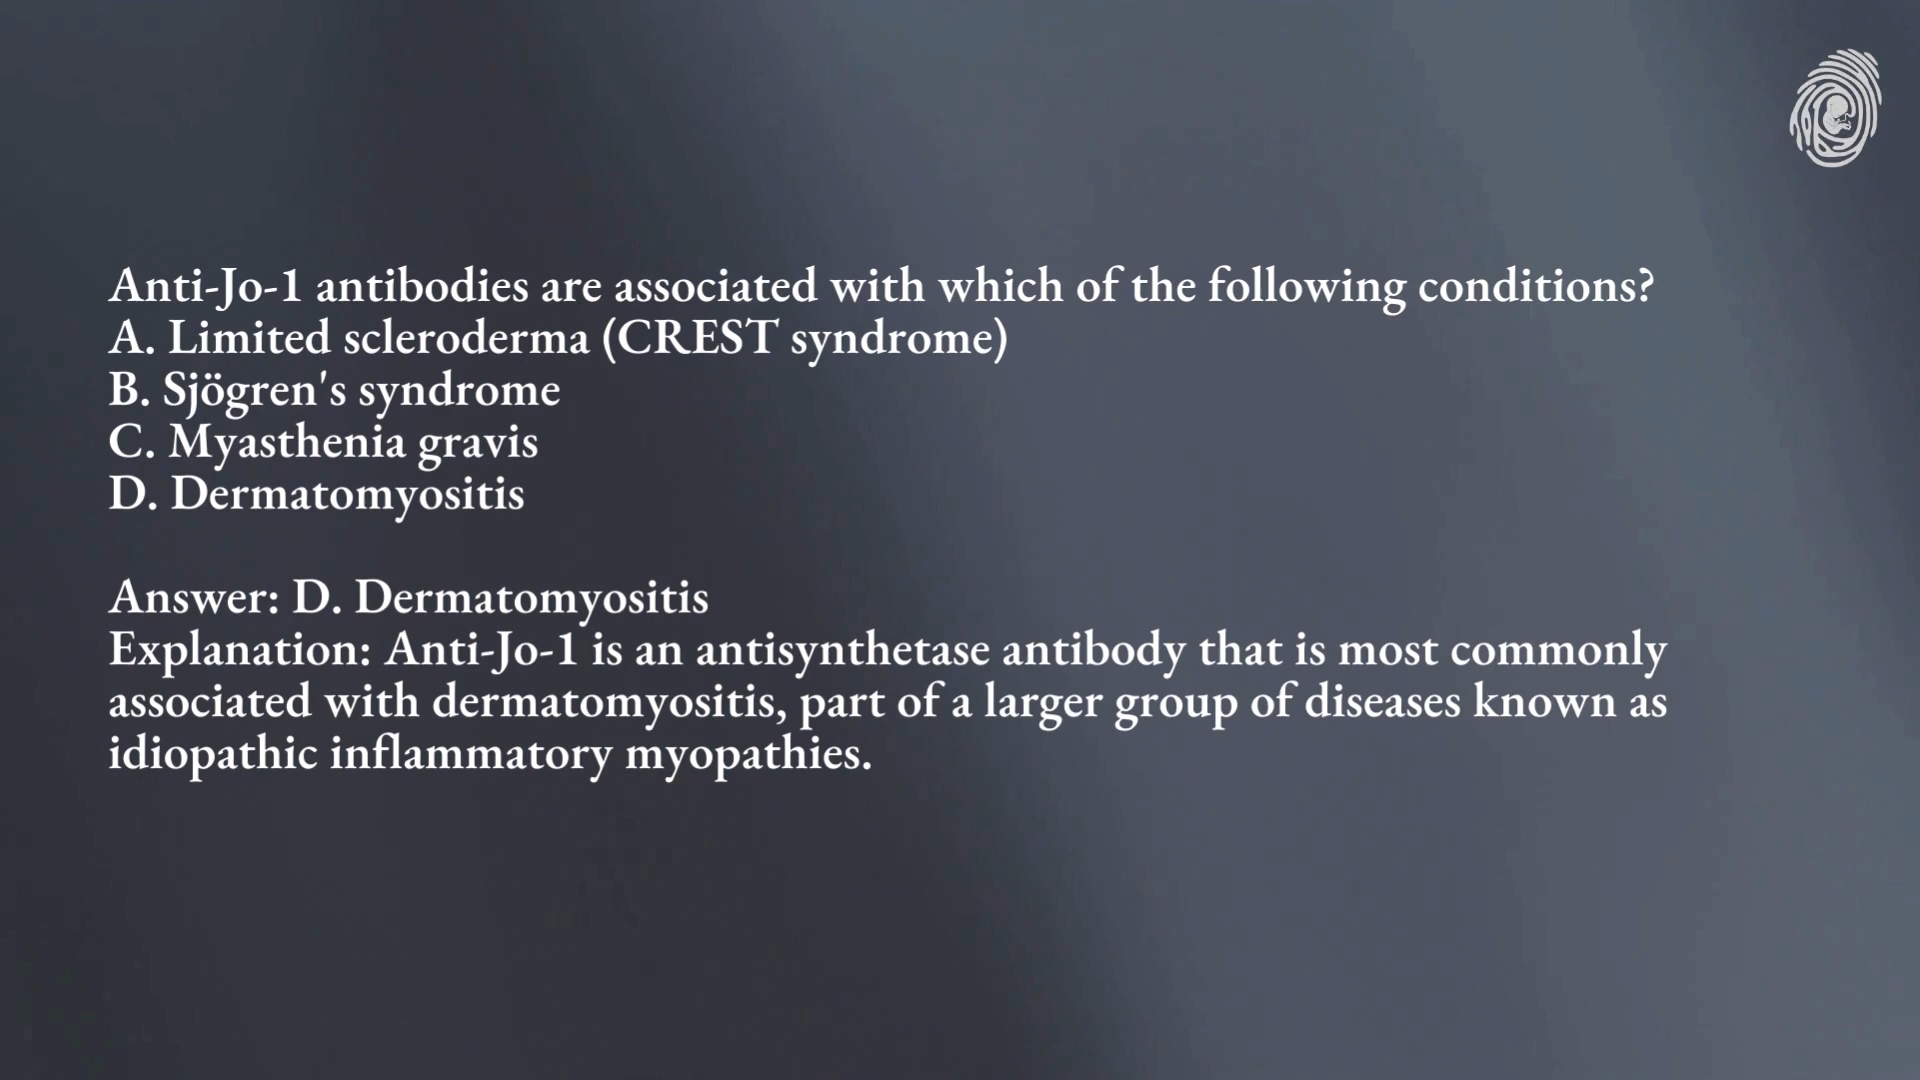 Anti-Jo-1 antibodies are associated with which of the following conditions?
A. Limited scleroderma (CREST syndrome)
B. Sjögren's syndrome
C. Myasthenia gravis
D. Dermatomyositis
Answer: D. Dermatomyositis
Explanation: Anti-Jo-1 is an antisynthetase antibody that is most commonly
associated with dermatomyositis, part of a larger group of diseases known as
idiopathic inflammatory myopathies.